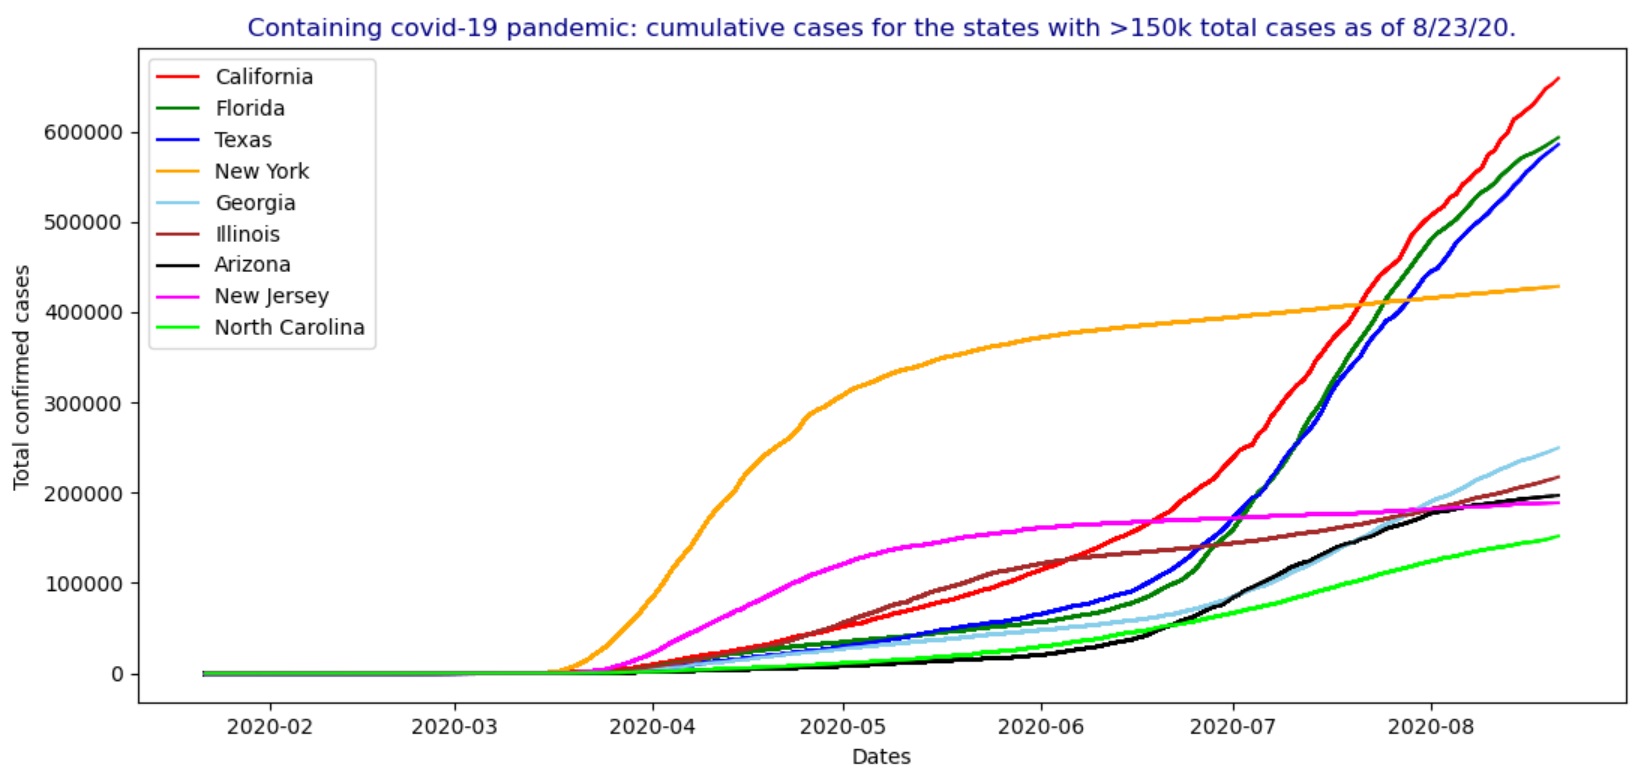 Containing covid-19 pandemic: cumulative cases for the states with >150k total cases as of 8/23/20.
California
Florida
Texas
New York
Georgia
Illinois
Arizona
New Jersey
North Carolina
Total confirmed cases
600000
500000
400000
300000
200000
100000
0
2020-02
2020-03
2020-04
2020-05
2020-06
2020-07
2020-08
Dates